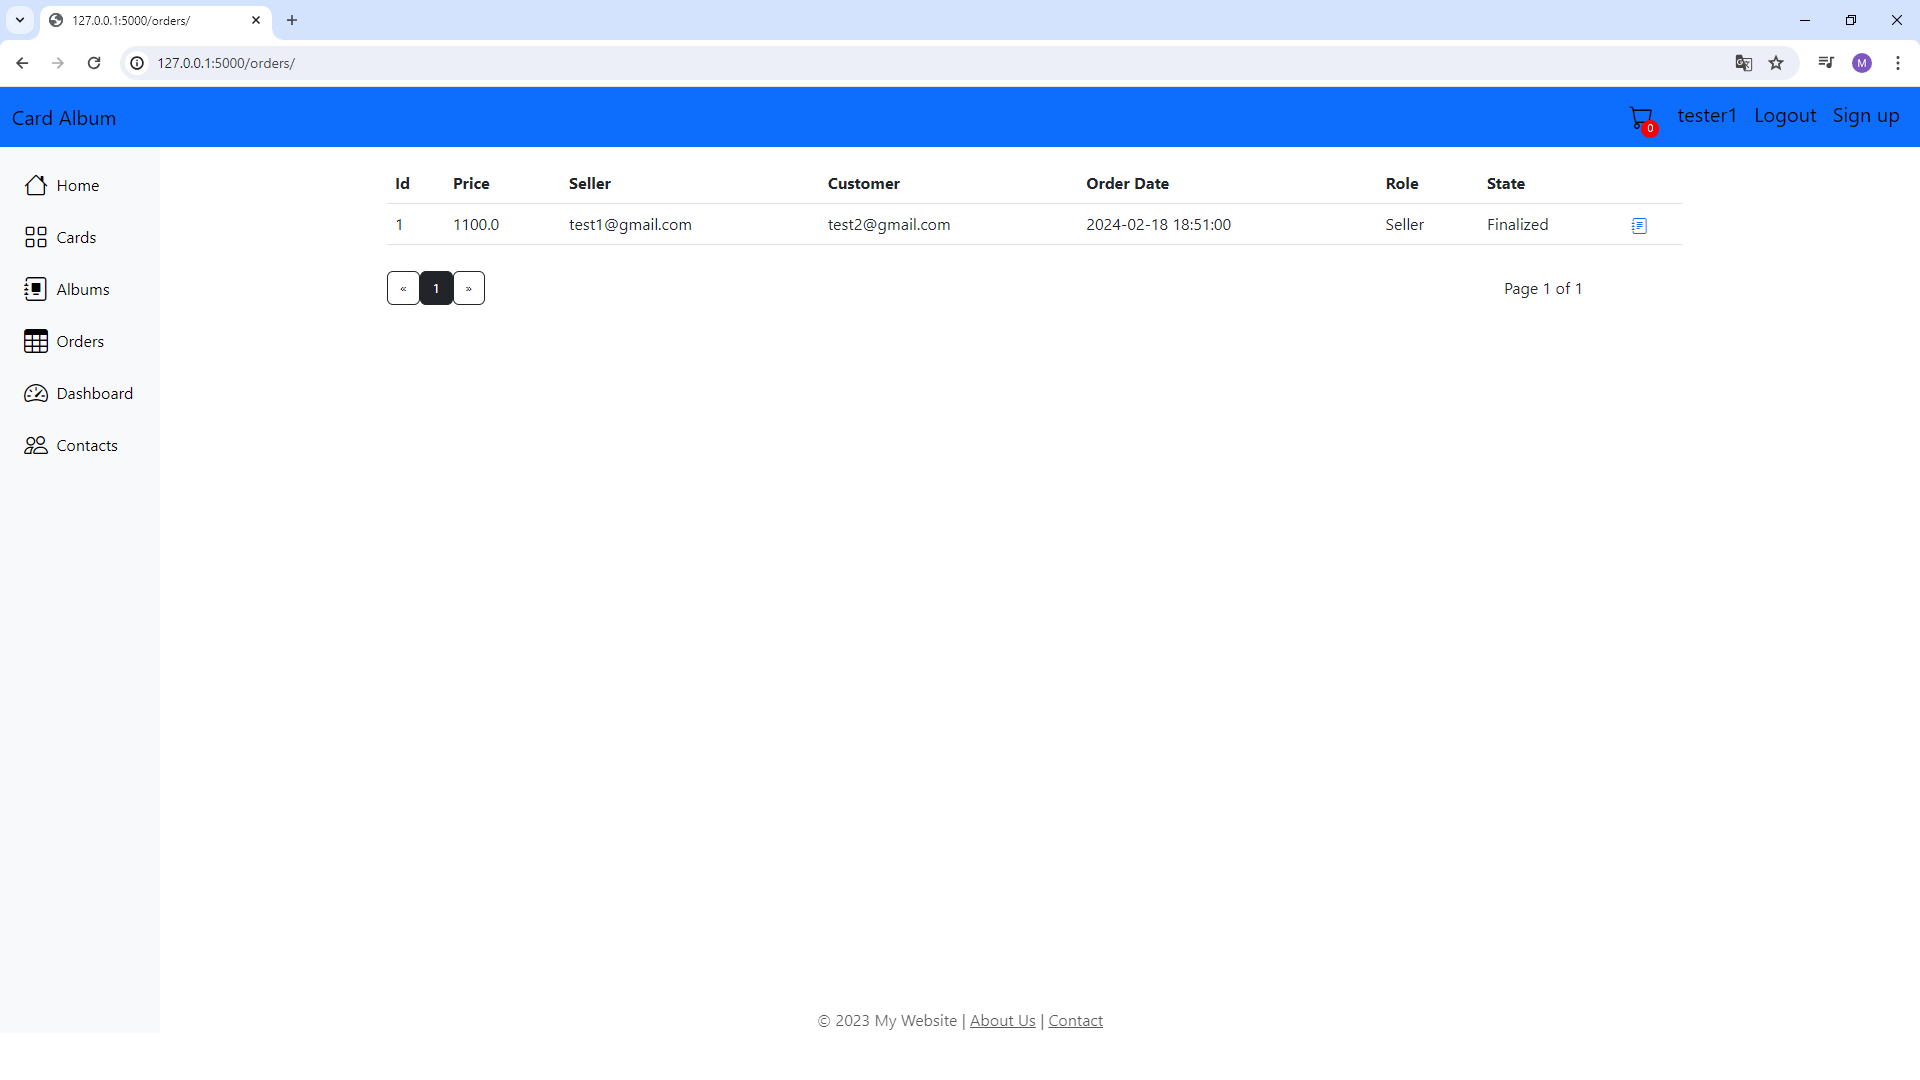 127.0.0.1:5000/orders/
127.0.0.1:5000/orders/
M
Card Album
0
tester1 Logout Sign up
Home
Cards
Albums
Orders
Dashboard
Contacts
Id Price Seller Customer Order Date Role State
1 1100.0 test1@gmail.com test2@gmail.com 2024-02-18 18:51:00 Seller Finalized
« 1 » Page 1 of 1
© 2023 My Website | About Us | Contact